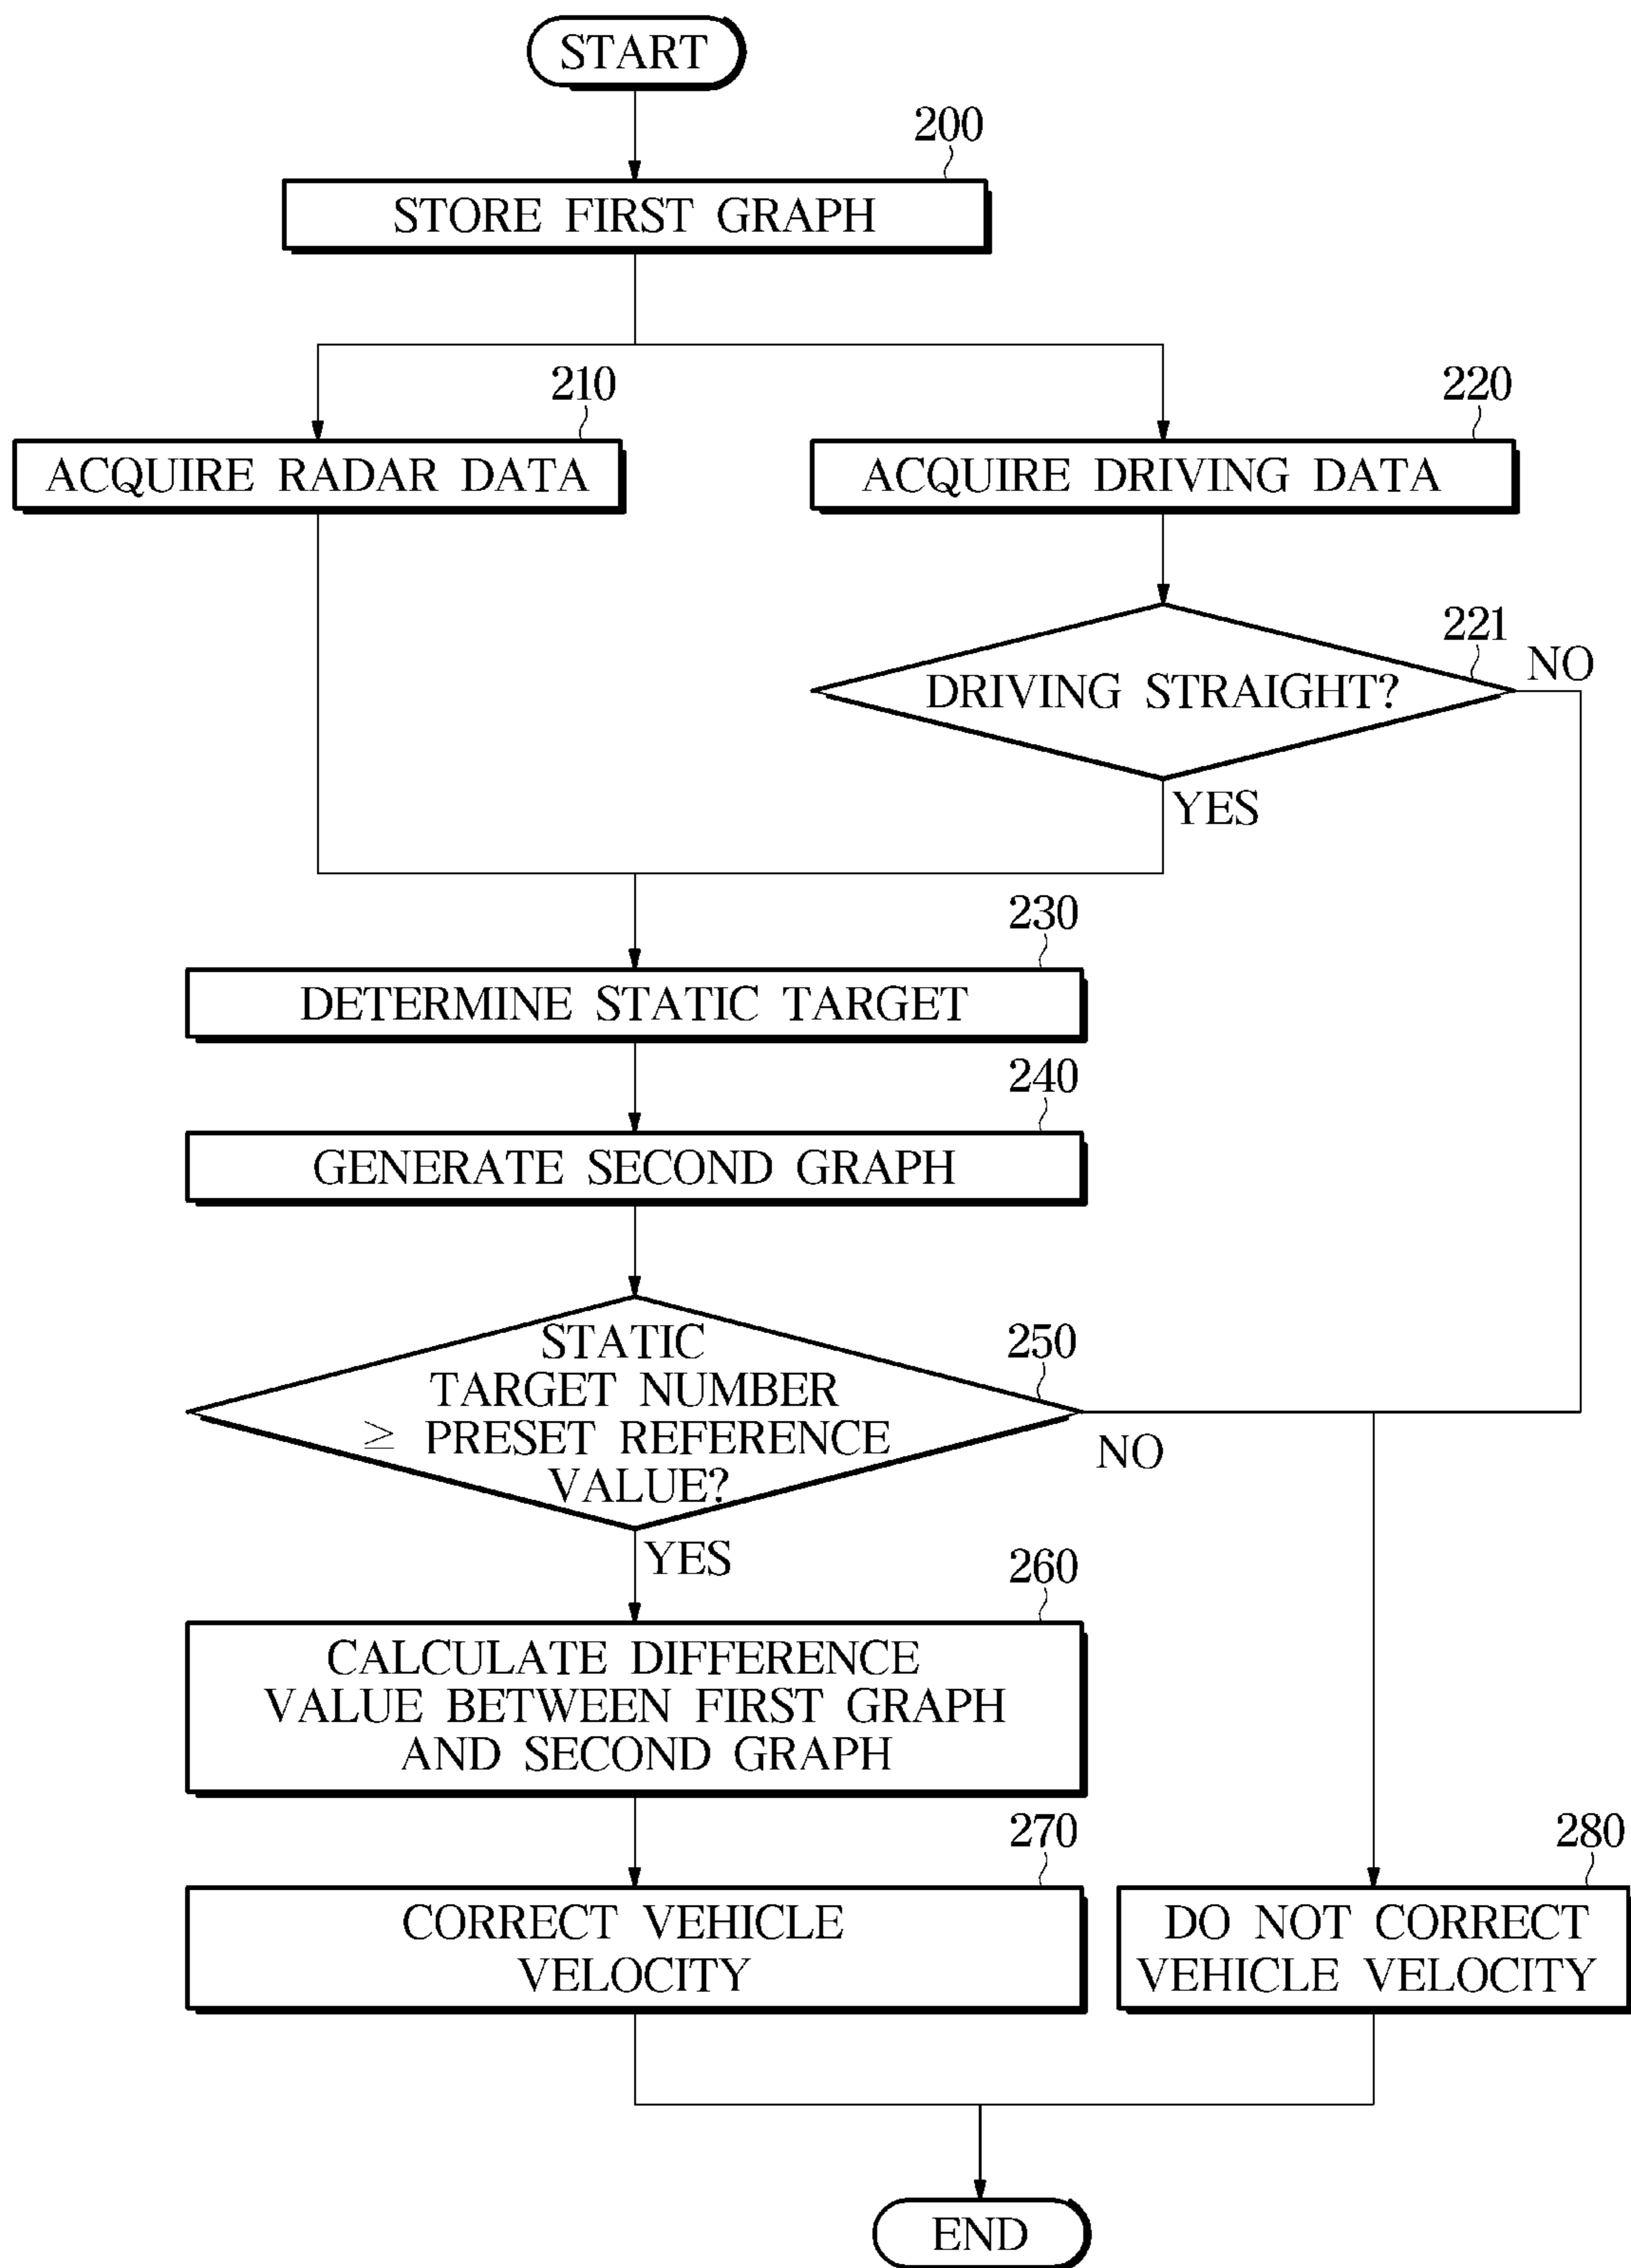 START
200
STORE FIRST GRAPH
210
220
ACQUIRE RADAR DATA
ACQUIRE DRIVING DATA
221
NO
DRIVING STRAIGHT?
YES
230
DETERMINE STATIC TARGET
240
GENERATE SECOND GRAPH
250
STATIC
TARGET NUMBER
≥ PRESET REFERENCE
VALUE?
NO
YES
260
CALCULATE DIFFERENCE
VALUE BETWEEN FIRST GRAPH
AND SECOND GRAPH
270
280
CORRECT VEHICLE
VELOCITY
DO NOT CORRECT
VEHICLE VELOCITY
END